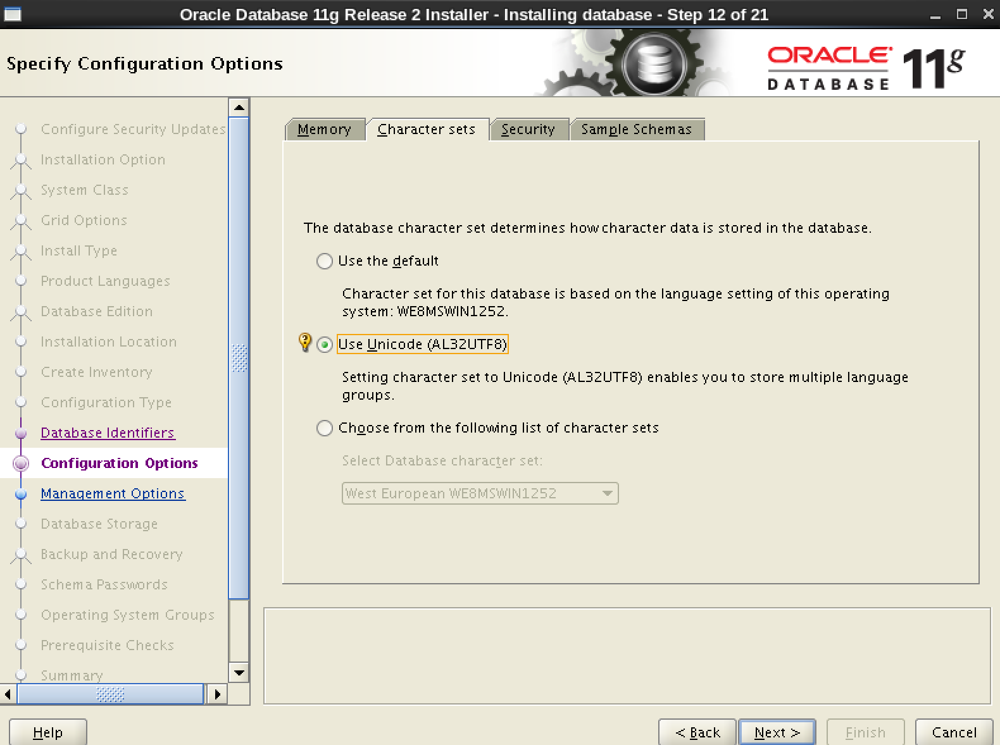 Oracle Database 11g Release 2 Installer - Installing database - Step 12 of 21
Specify Configuration Options
ORACLE
DATABASE
11g
Configure Security Updates
Installation Option
System Class
Grid Options
Install Type
Product Languages
Database Edition
Installation Location
Create Inventory
Configuration Type
Database Identifiers
Configuration Options
Management Options
Database Storage
Backup and Recovery
Schema Passwords
Operating System Groups
Prerequisite Checks
Summary
Memory
Character sets
Security
Sample Schemas
The database character set determines how character data is stored in the database.
Use the default
Character set for this database is based on the language setting of this operating
system: WE8MSWIN1252.
Use Unicode (AL32UTF8)
Setting character set to Unicode (AL32UTF8) enables you to store multiple language
groups.
Choose from the following list of character sets
Select Database character set:
West European WE8MSWIN1252
Help
< Back
Next >
Finish
Cancel